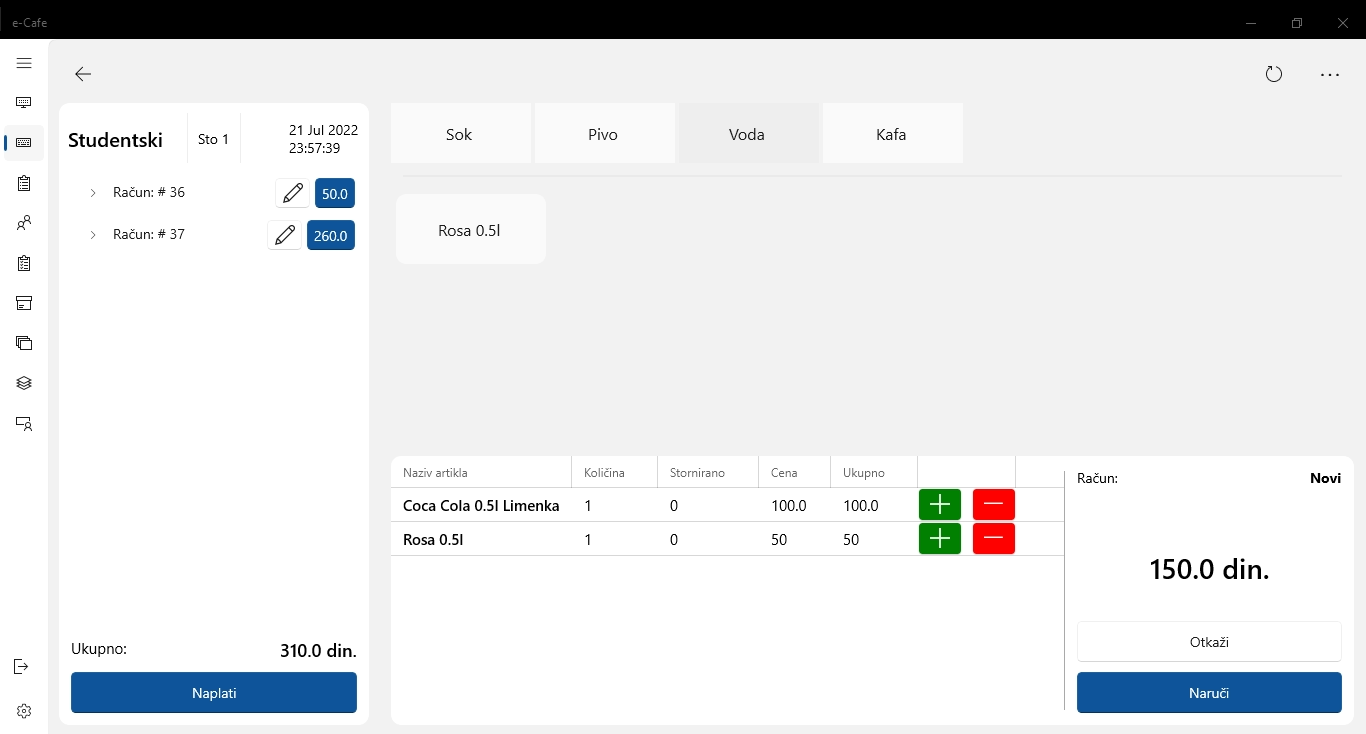 e-Cafe
Studentski
Sto 1
21 Jul 2022
23:57:39
Račun: # 36
50.0
Račun: # 37
260.0
Ukupno:
310.0 din.
Naplati
Sok
Pivo
Voda
Kafa
Rosa 0.5l
Naziv artikla Količina Stornirano Cena Ukupno
Coca Cola 0.5l Limenka 1 0 100.0 100.0
Rosa 0.5l 1 0 50 50
Račun:
Novi
150.0 din.
Otkaži
Naruči